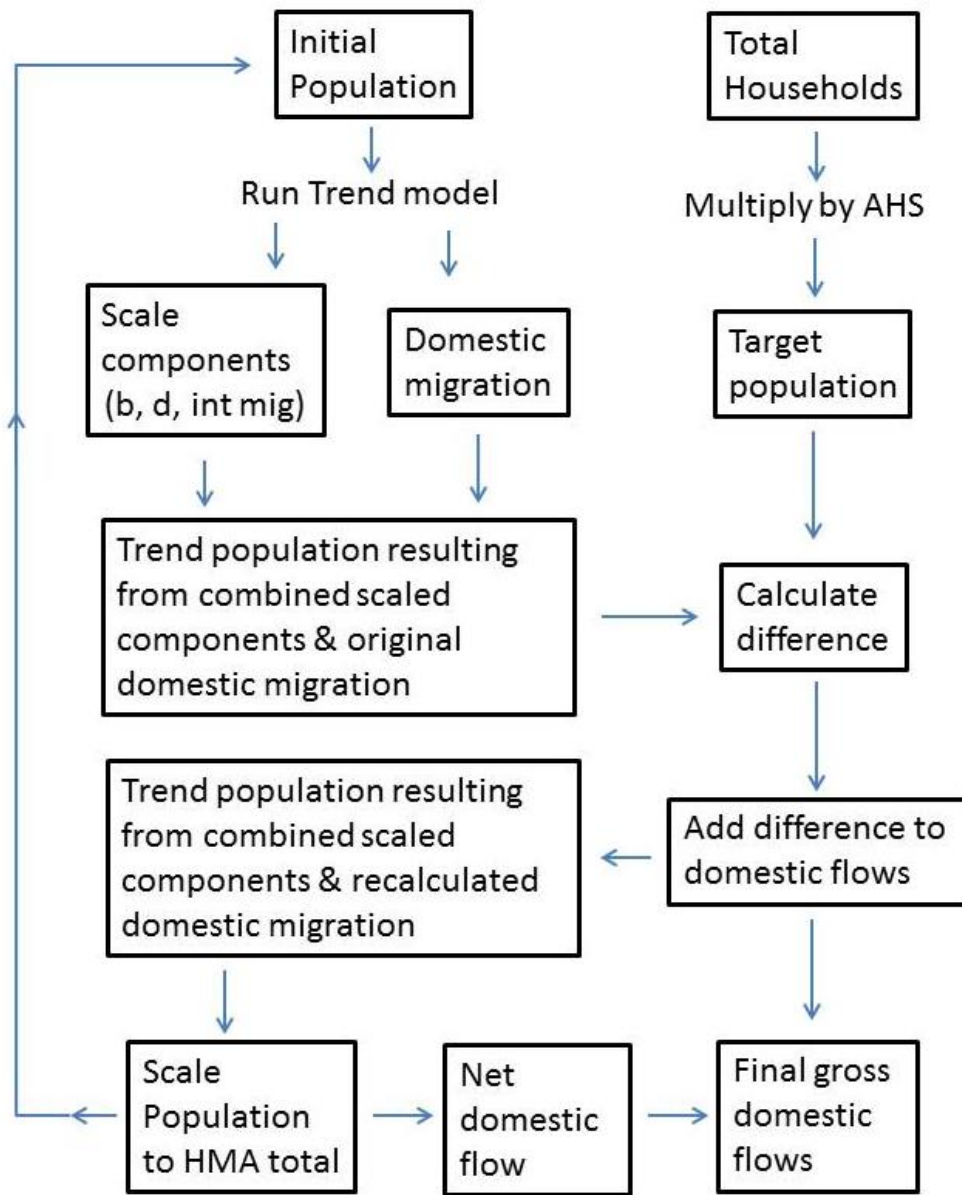 Initial
Population
Total
Households
Run Trend model
Multiply by AHS
Scale
components
(b, d, int mig)
Domestic
migration
Target
population
Trend population resulting
from combined scaled
components & original
domestic migration
Calculate
difference
Trend population resulting
from combined scaled
components & recalculated
domestic migration
Add difference to
domestic flows
Scale
Population
to HMA total
Net
domestic
flow
Final gross
domestic
flows